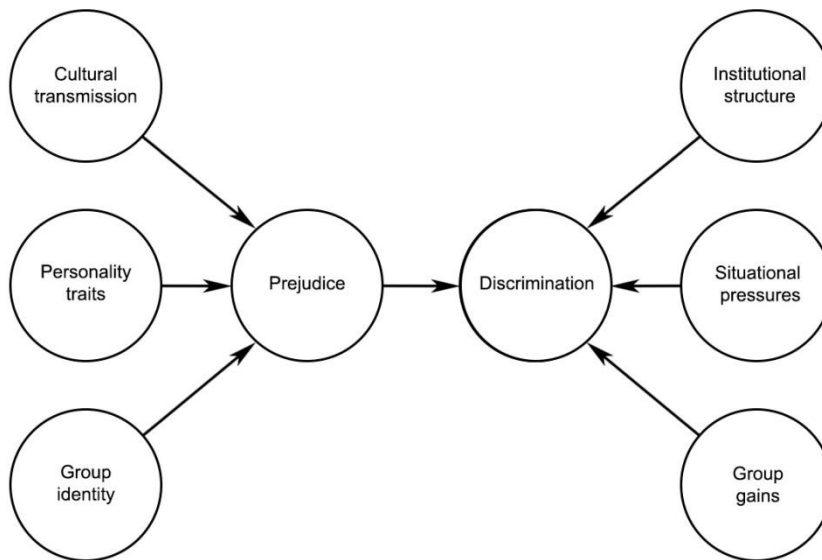 Cultural
transmission
Institutional
structure
Personality
traits
Prejudice
Discrimination
Situational
pressures
Group
identity
Group
gains